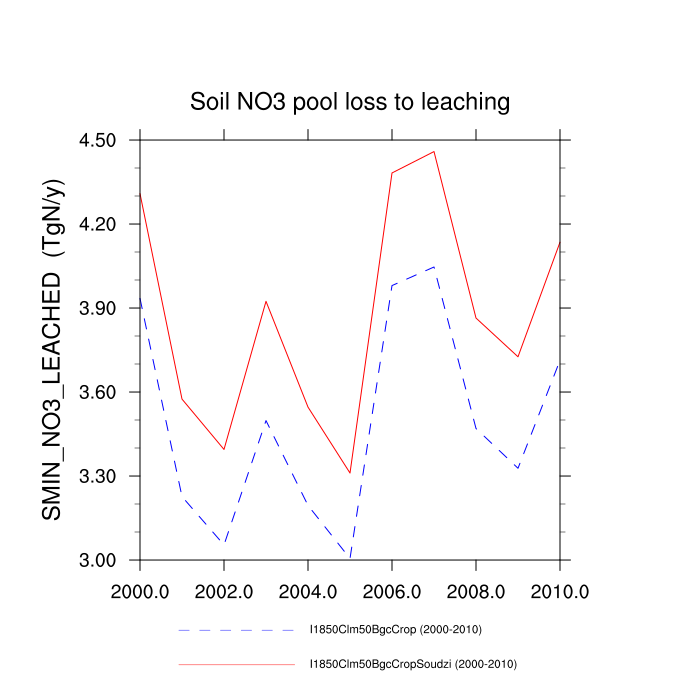 Soil NO3 pool loss to leaching
SMIN_NO3_LEACHED (TgN/y)
4.50
4.20
3.90
3.60
3.30
3.00
2000.0 2002.0 2004.0 2006.0 2008.0 2010.0
I1850Clm50BgcCrop (2000-2010)
I1850Clm50BgcCropSoudzi (2000-2010)